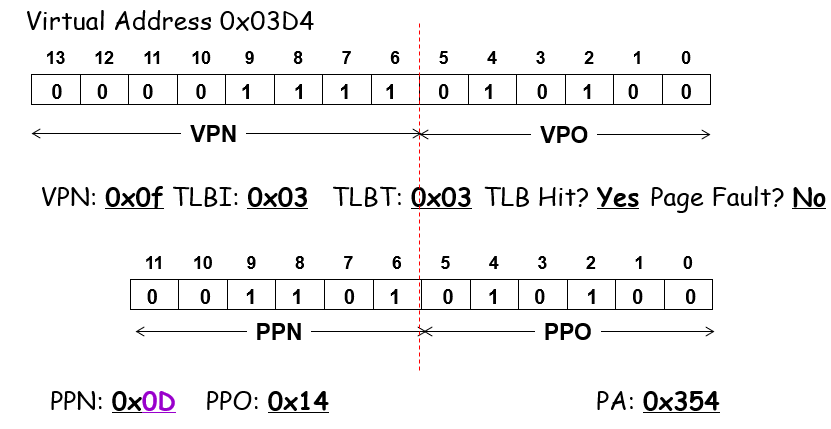 Virtual Address 0x03D4
13 12 11 10 9 8 7 6 5 4 3 2 1 0
0 0 0 0 1 1 1 1 0 1 0 1 0 0
VPN VPO
VPN: 0x0f TLBI: 0x03 TLBT: 0x03 TLB Hit? Yes Page Fault? No
11 10 9 8 7 6 5 4 3 2 1 0
0 0 1 1 0 1 0 1 0 1 0 0
PPN PPO
PPN: 0x0D PPO: 0x14 PA: 0x354